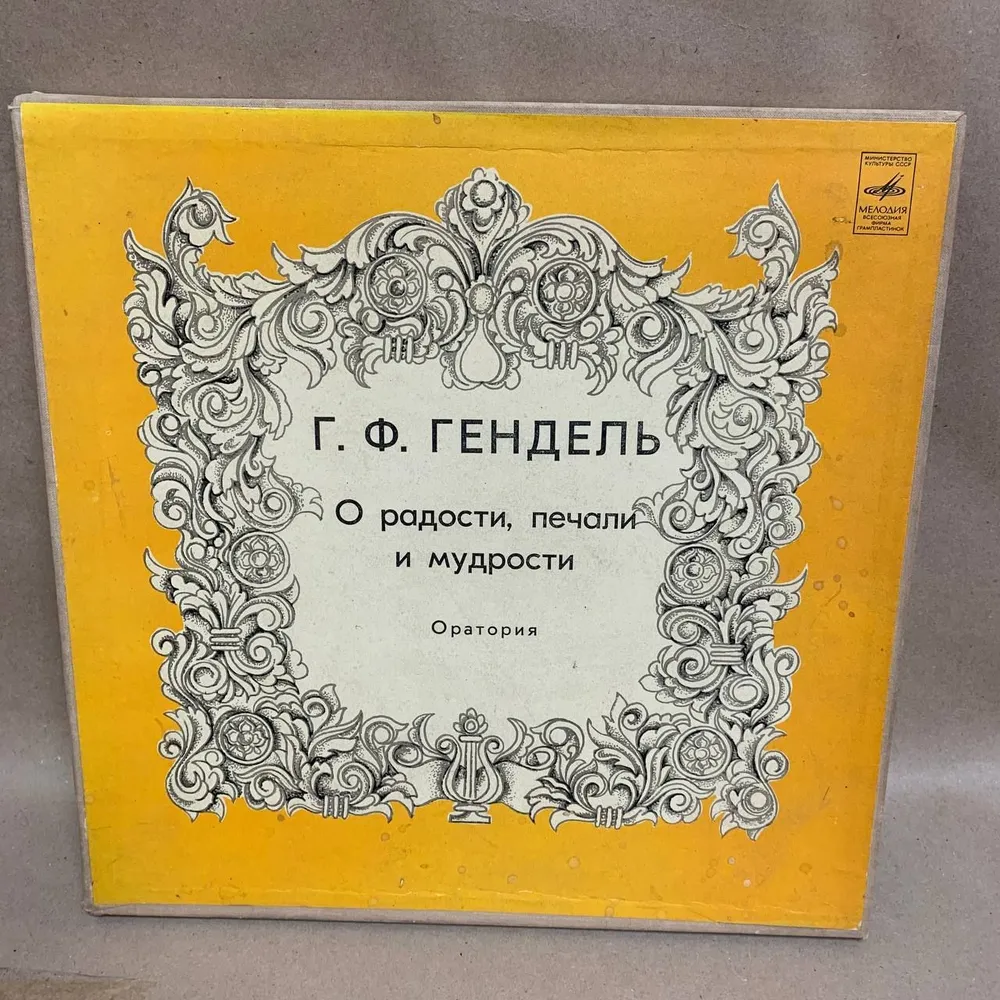 МИНИСТЕРСТВО
КУЛЬТУРЫ СССР
МЕЛОДИЯ
ВСЕСОЮЗНАЯ
ФИРМА
ГРАМПЛАСТИНОК
Г. Ф. ГЕНДЕЛЬ
О радости, печали
и мудрости
Оратория